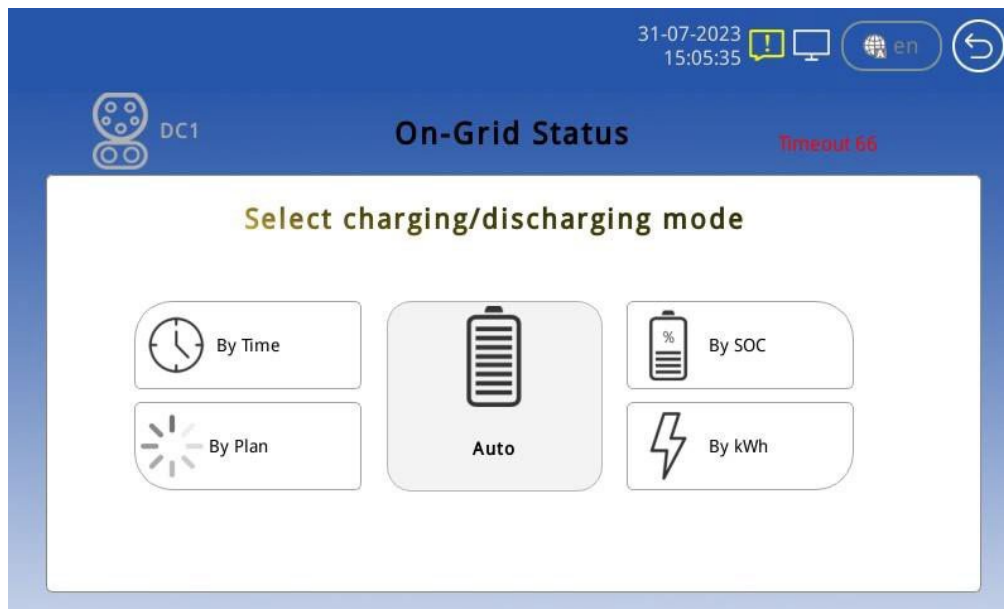 31-07-2023
15:05:35
en
DC1
On-Grid Status
Timeout 66
Select charging/discharging mode
By Time
%
By SOC
By Plan
Auto
By kWh